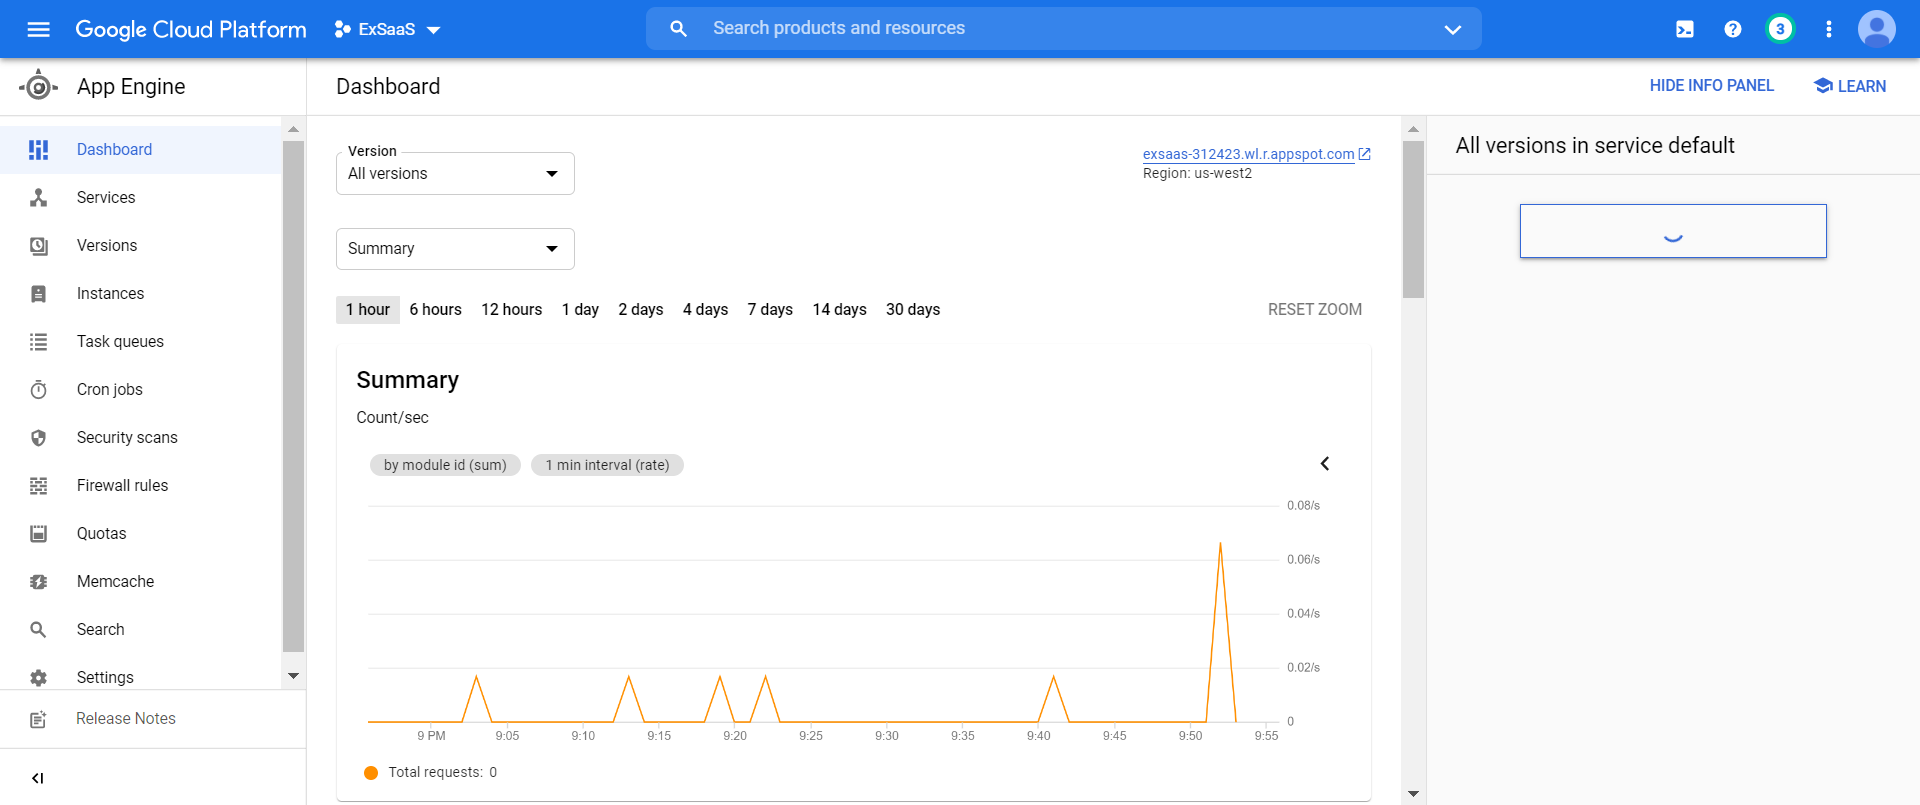 Google Cloud Platform
ExSaaS
Search products and resources
3
App Engine
Dashboard
HIDE INFO PANEL
LEARN
Dashboard
Services
Versions
Instances
Task queues
Cron jobs
Security scans
Firewall rules
Quotas
Memcache
Search
Settings
Release Notes
Version
All versions
exsaas-312423.wl.r.appspot.com
Region: us-west2
Summary
1 hour 6 hours 12 hours 1 day 2 days 4 days 7 days 14 days 30 days
RESET ZOOM
Summary
Count/sec
by module id (sum) 1 min interval (rate)
0.08/s
0.06/s
0.04/s
0.02/s
0
9 PM 9:05 9:10 9:15 9:20 9:25 9:30 9:35 9:40 9:45 9:50 9:55
Total requests: 0
All versions in service default